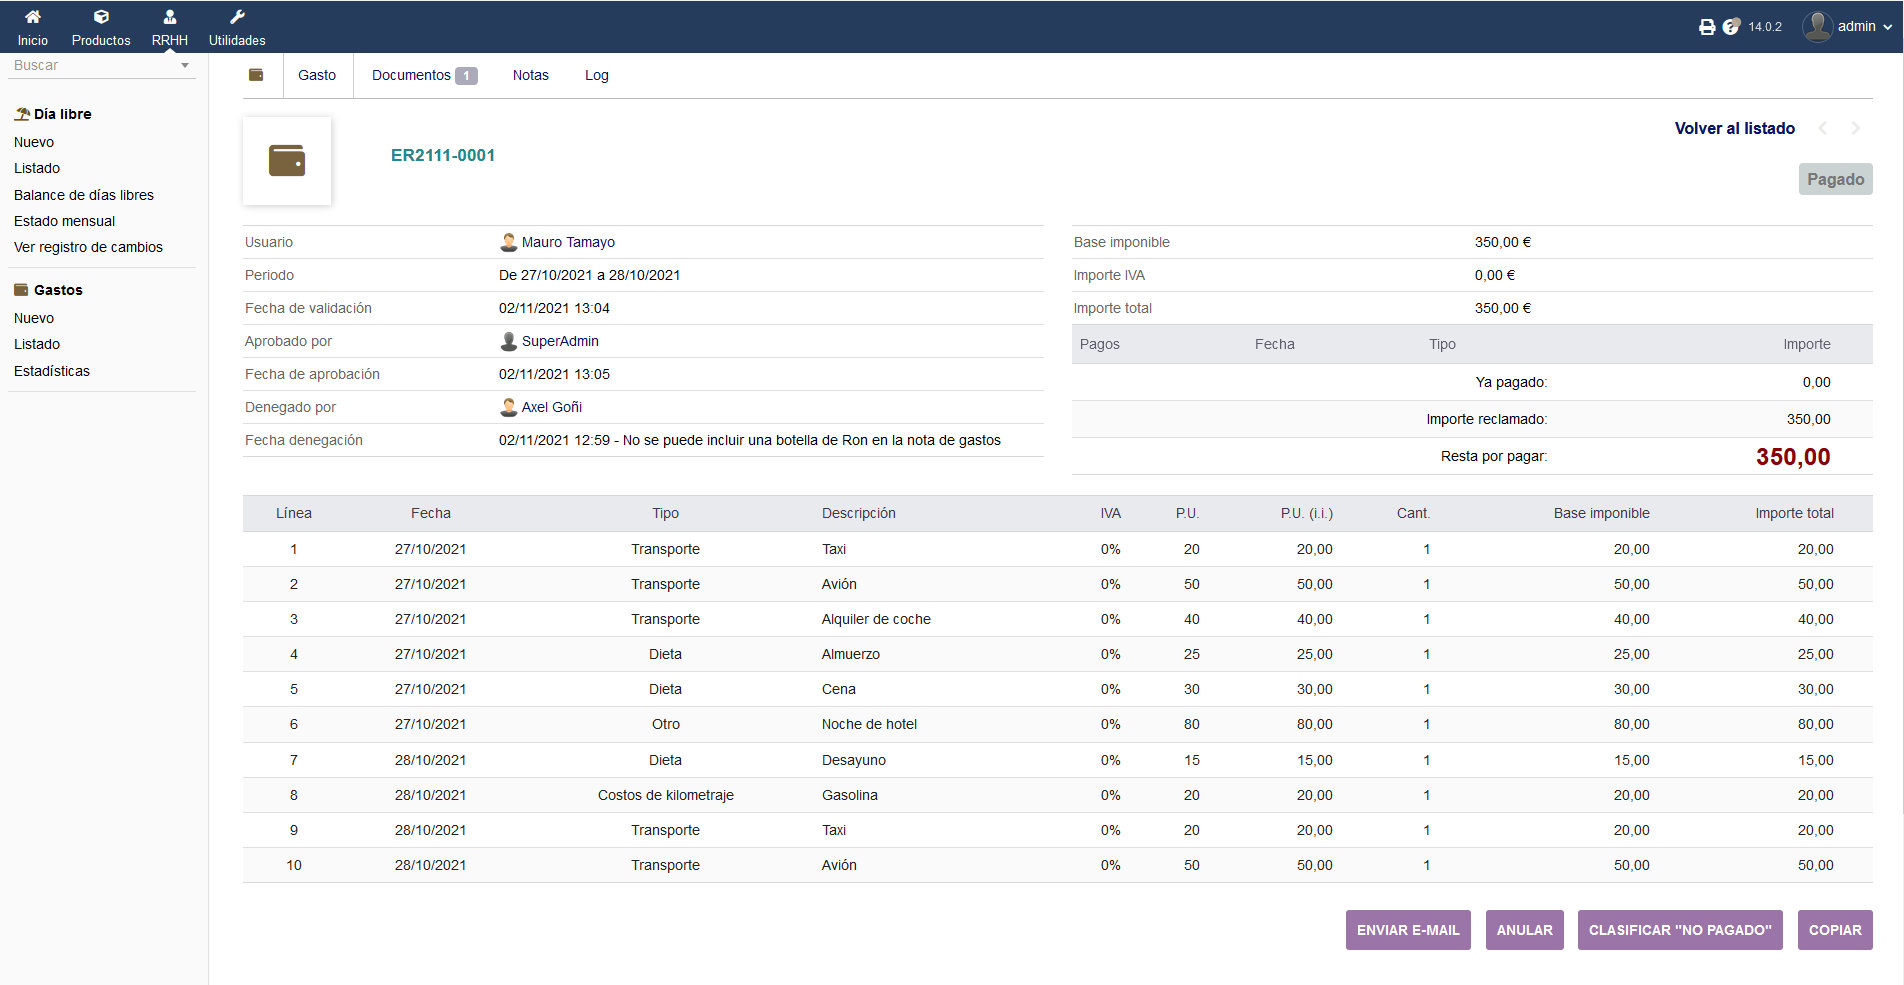 Inicio Productos RRHH Utilidades 14.0.2 admin
Buscar
Día libre
Nuevo
Listado
Balance de días libres
Estado mensual
Ver registro de cambios
Gastos
Nuevo
Listado
Estadísticas
Gasto Documentos 1 Notas Log
Volver al listado
ER2111-0001
Pagado
Usuario Mauro Tamayo
Periodo De 27/10/2021 a 28/10/2021
Fecha de validación 02/11/2021 13:04
Aprobado por SuperAdmin
Fecha de aprobación 02/11/2021 13:05
Denegado por Axel Goñi
Fecha denegación 02/11/2021 12:59 - No se puede incluir una botella de Ron en la nota de gastos
Base imponible 350,00 €
Importe IVA 0,00 €
Importe total 350,00 €
Pagos Fecha Tipo Importe
Ya pagado: 0,00
Importe reclamado: 350,00
Resta por pagar: 350,00
Línea Fecha Tipo Descripción IVA P.U. P.U. (i.i.) Cant. Base imponible Importe total
1 27/10/2021 Transporte Taxi 0% 20 20,00 1 20,00 20,00
2 27/10/2021 Transporte Avión 0% 50 50,00 1 50,00 50,00
3 27/10/2021 Transporte Alquiler de coche 0% 40 40,00 1 40,00 40,00
4 27/10/2021 Dieta Almuerzo 0% 25 25,00 1 25,00 25,00
5 27/10/2021 Dieta Cena 0% 30 30,00 1 30,00 30,00
6 27/10/2021 Otro Noche de hotel 0% 80 80,00 1 80,00 80,00
7 28/10/2021 Dieta Desayuno 0% 15 15,00 1 15,00 15,00
8 28/10/2021 Costos de kilometraje Gasolina 0% 20 20,00 1 20,00 20,00
9 28/10/2021 Transporte Taxi 0% 20 20,00 1 20,00 20,00
10 28/10/2021 Transporte Avión 0% 50 50,00 1 50,00 50,00
ENVIAR E-MAIL ANULAR CLASIFICAR "NO PAGADO" COPIAR